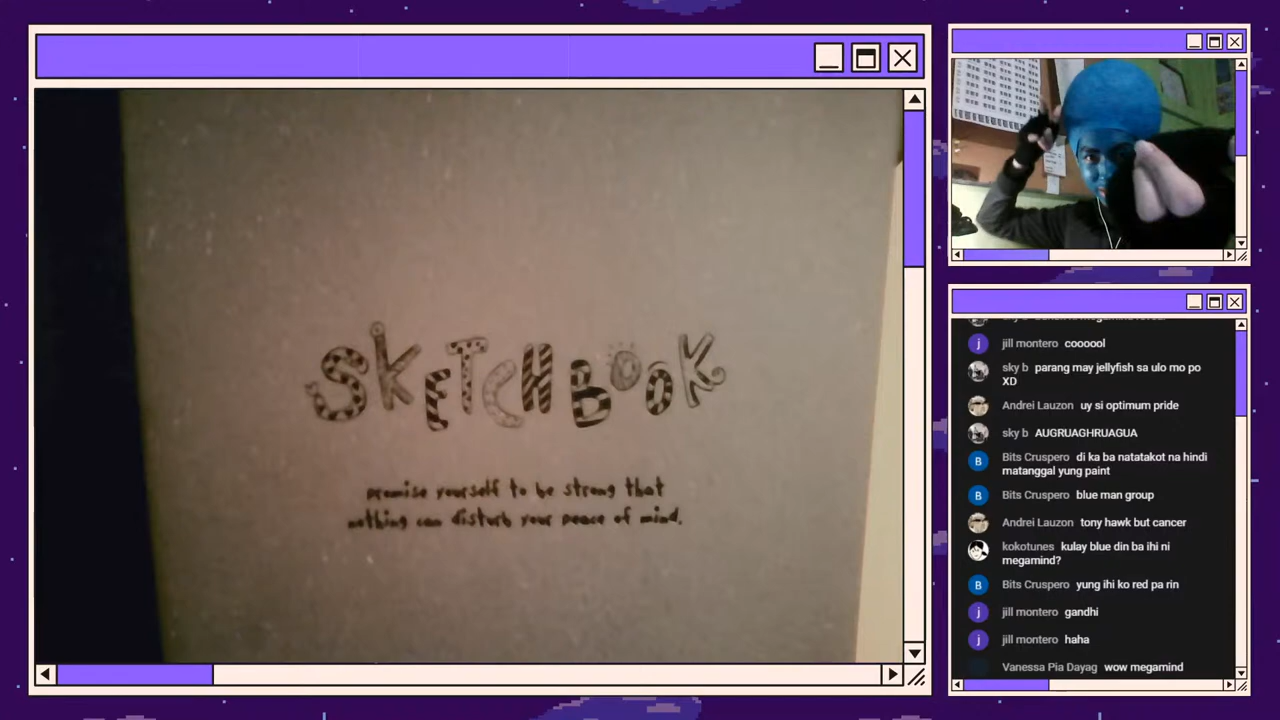 SKETCHBOOK
promise yourself to be strong that
nothing can disturb your peace of mind.
jill montero coooool
sky b parang may jellyfish sa ulo mo po
XD
Andrei Lauzon uy si optimum pride
sky b AUGRUAGHRUAGUA
Bits Cruspero di ka ba natatakot na hindi
matanggal yung paint
Bits Cruspero blue man group
Andrei Lauzon tony hawk but cancer
kokotunes kulay blue din ba ihi ni
megamind?
Bits Cruspero yung ihi ko red pa rin
jill montero gandhi
jill montero haha
Vanessa Pia Dayag wow megamind